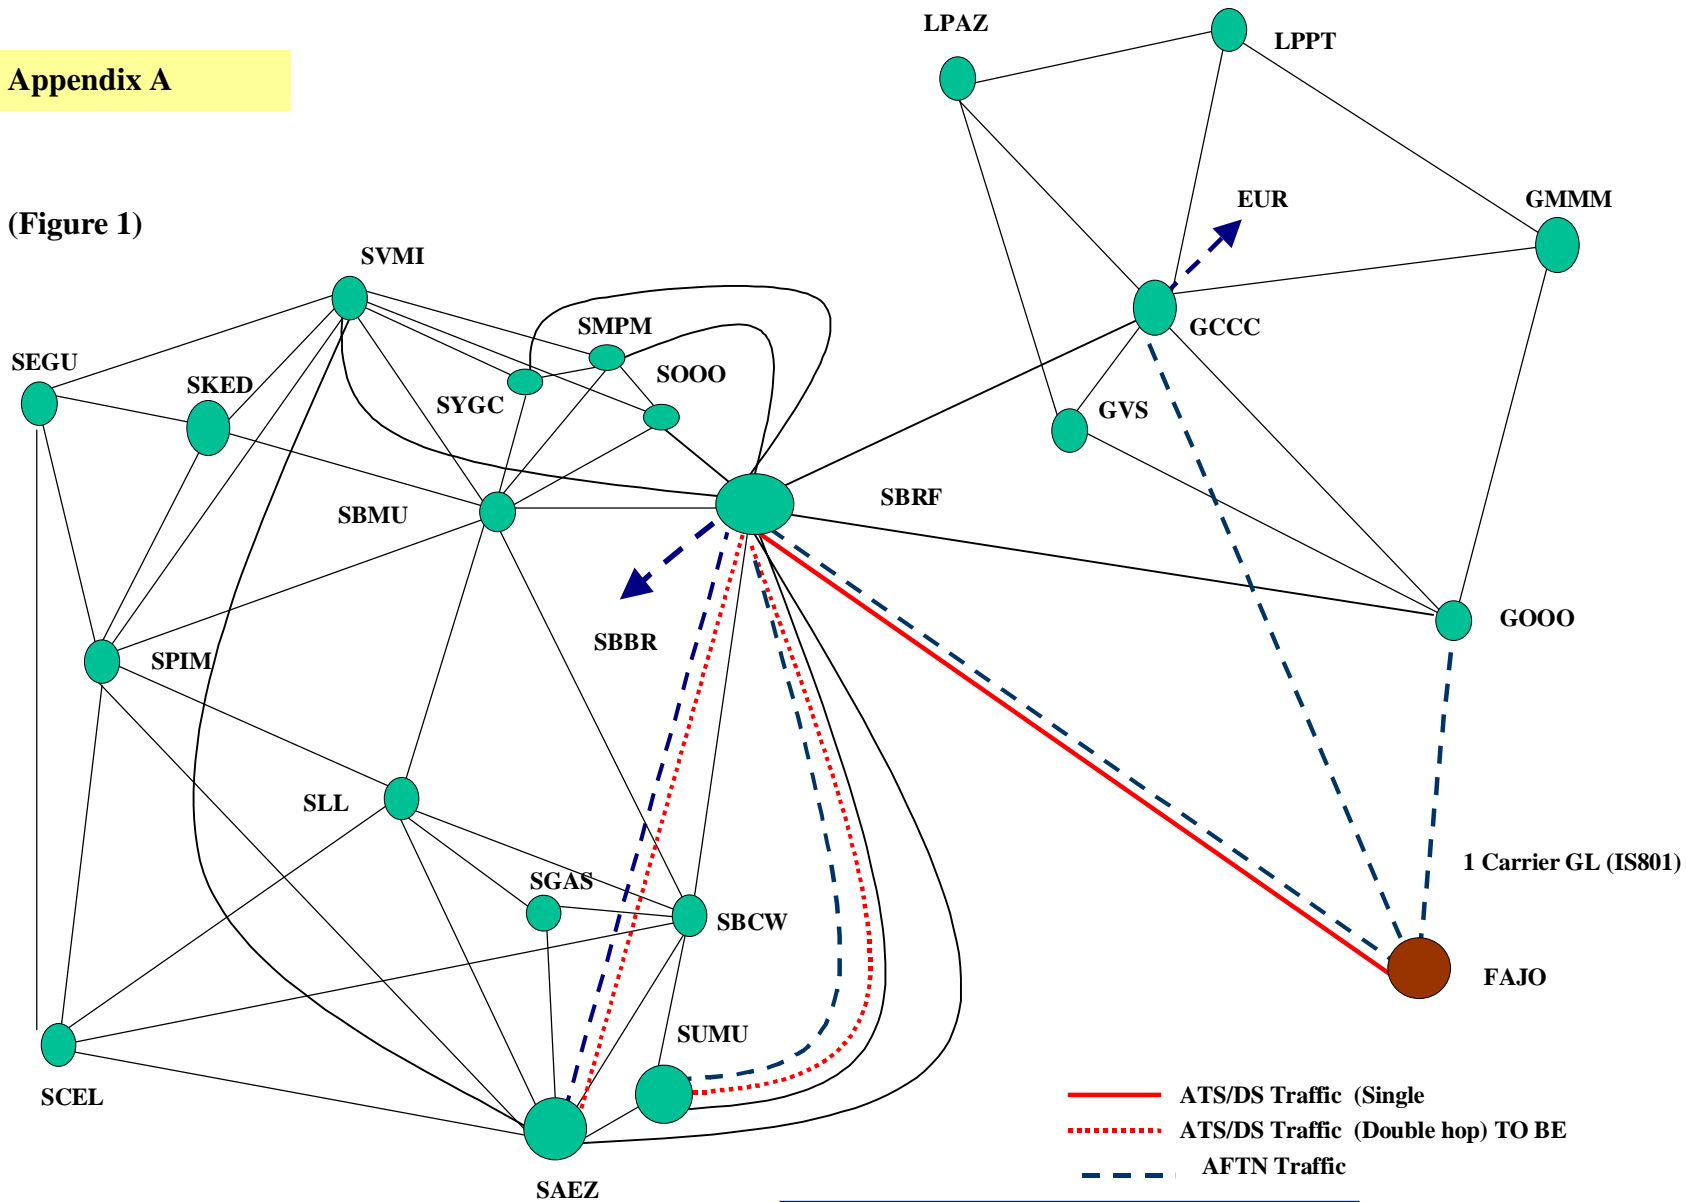 LPAZ
LPPT
Appendix A
EUR
GMMM
(Figure 1)
SVMI
GCCC
SMPM
SEGU
SKED
SOOO
SYGC
GVS
SBRF
SBMU
GOOO
SBBR
SPIM
SLL
1 Carrier GL (IS801)
SGAS
SBCW
FAJO
SUMU
SCEL
ATS/DS Traffic (Single
ATS/DS Traffic (Double hop) TO BE
AFTN Traffic
SAEZ